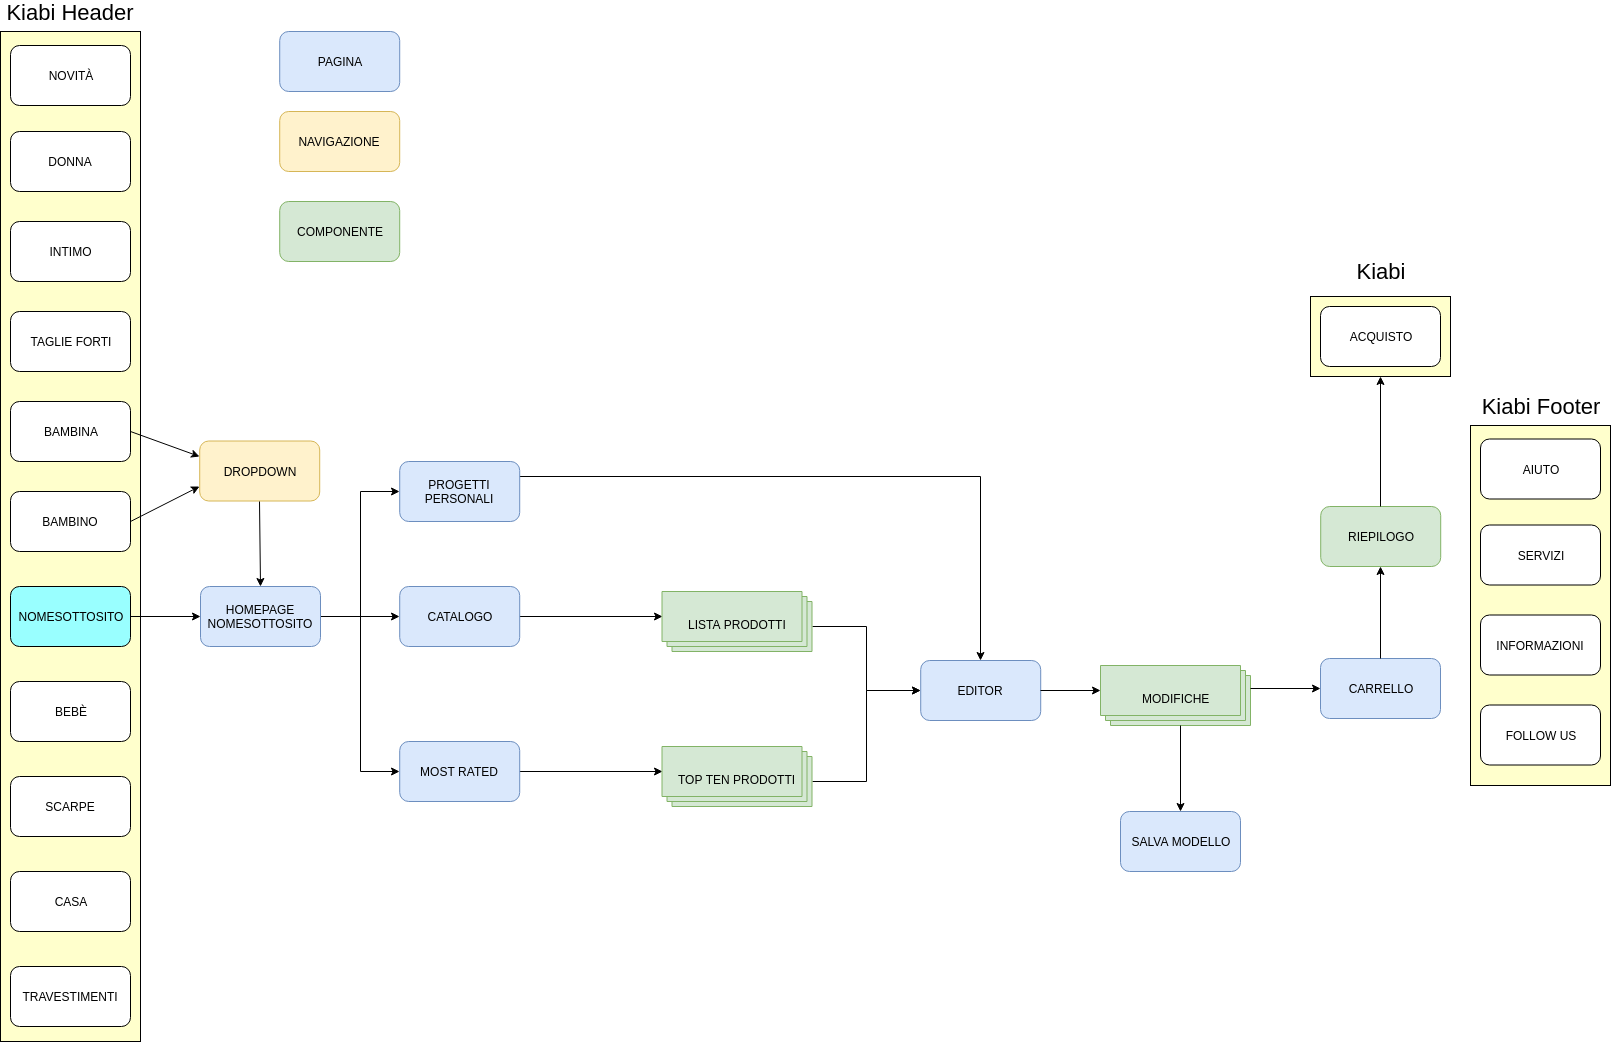 Kiabi Header
NOVITÀ
DONNA
INTIMO
TAGLIE FORTI
BAMBINA
BAMBINO
NOMESOTTOSITO
BEBÈ
SCARPE
CASA
TRAVESTIMENTI
PAGINA
NAVIGAZIONE
COMPONENTE
DROPDOWN
HOMEPAGE
NOMESOTTOSITO
PROGETTI
PERSONALI
CATALOGO
MOST RATED
LISTA PRODOTTI
TOP TEN PRODOTTI
EDITOR
MODIFICHE
SALVA MODELLO
CARRELLO
RIEPILOGO
Kiabi
ACQUISTO
Kiabi Footer
AIUTO
SERVIZI
INFORMAZIONI
FOLLOW US